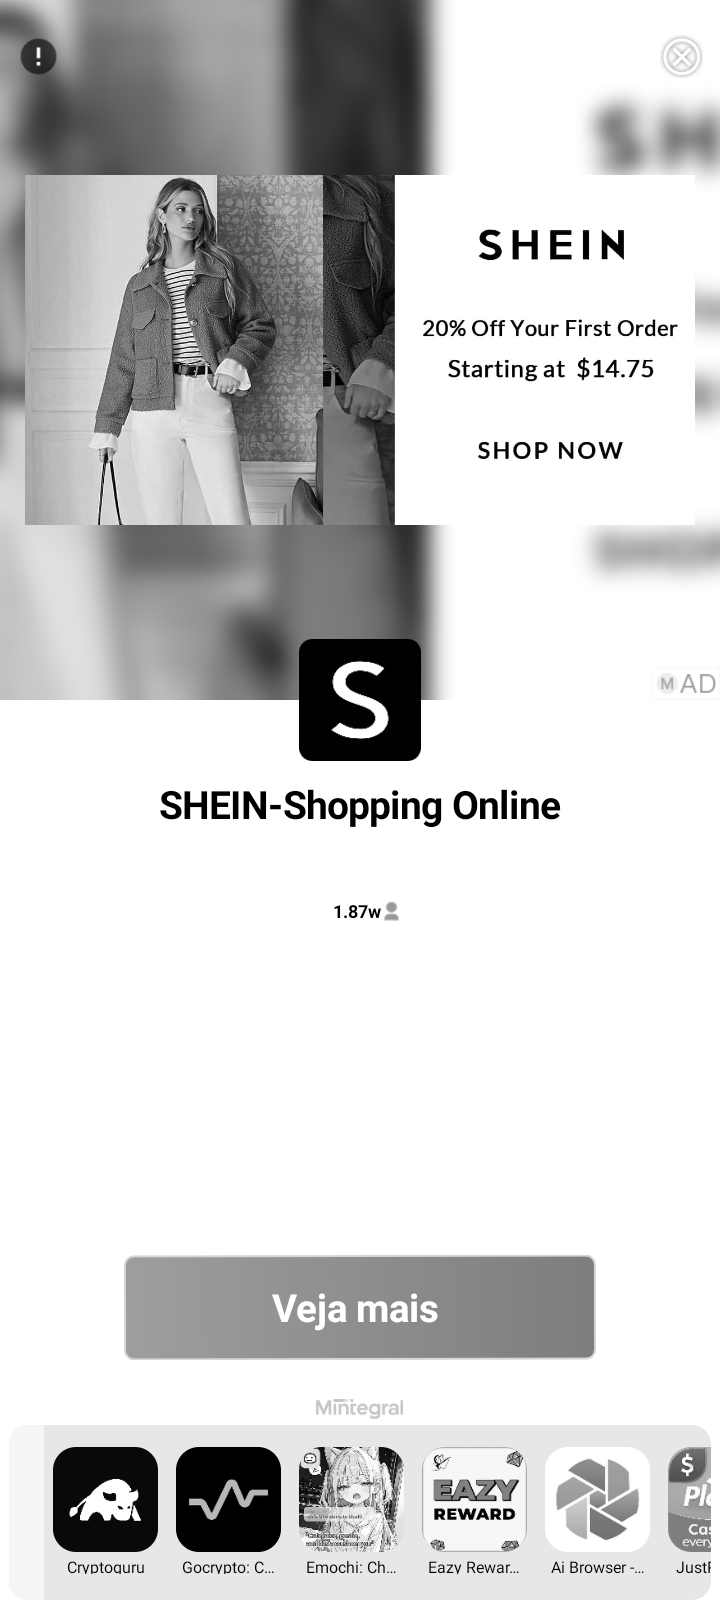 !
SHEIN
20% Off Your First Order
Starting at $14.75
SHOP NOW
M AD
S
SHEIN-Shopping Online
1.87w
Veja mais
Mintegral
EAZY
REWARD
$
Cryptoguru
Gocrypto: C...
Emochi: Ch...
Eazy Rewar...
Ai Browser -...